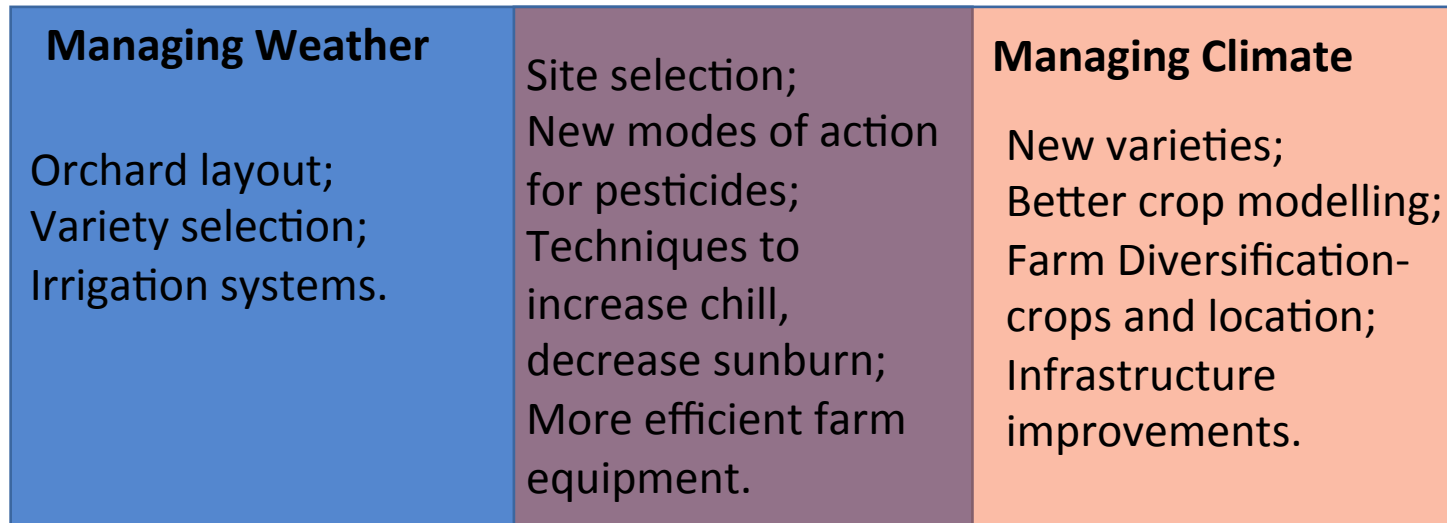 Managing Weather
Orchard layout;
Variety selection;
Irrigation systems.
Site selection;
New modes of action
for pesticides;
Techniques to
increase chill,
decrease sunburn;
More efficient farm
equipment.
Managing Climate
New varieties;
Better crop modelling;
Farm Diversification-
crops and location;
Infrastructure
improvements.